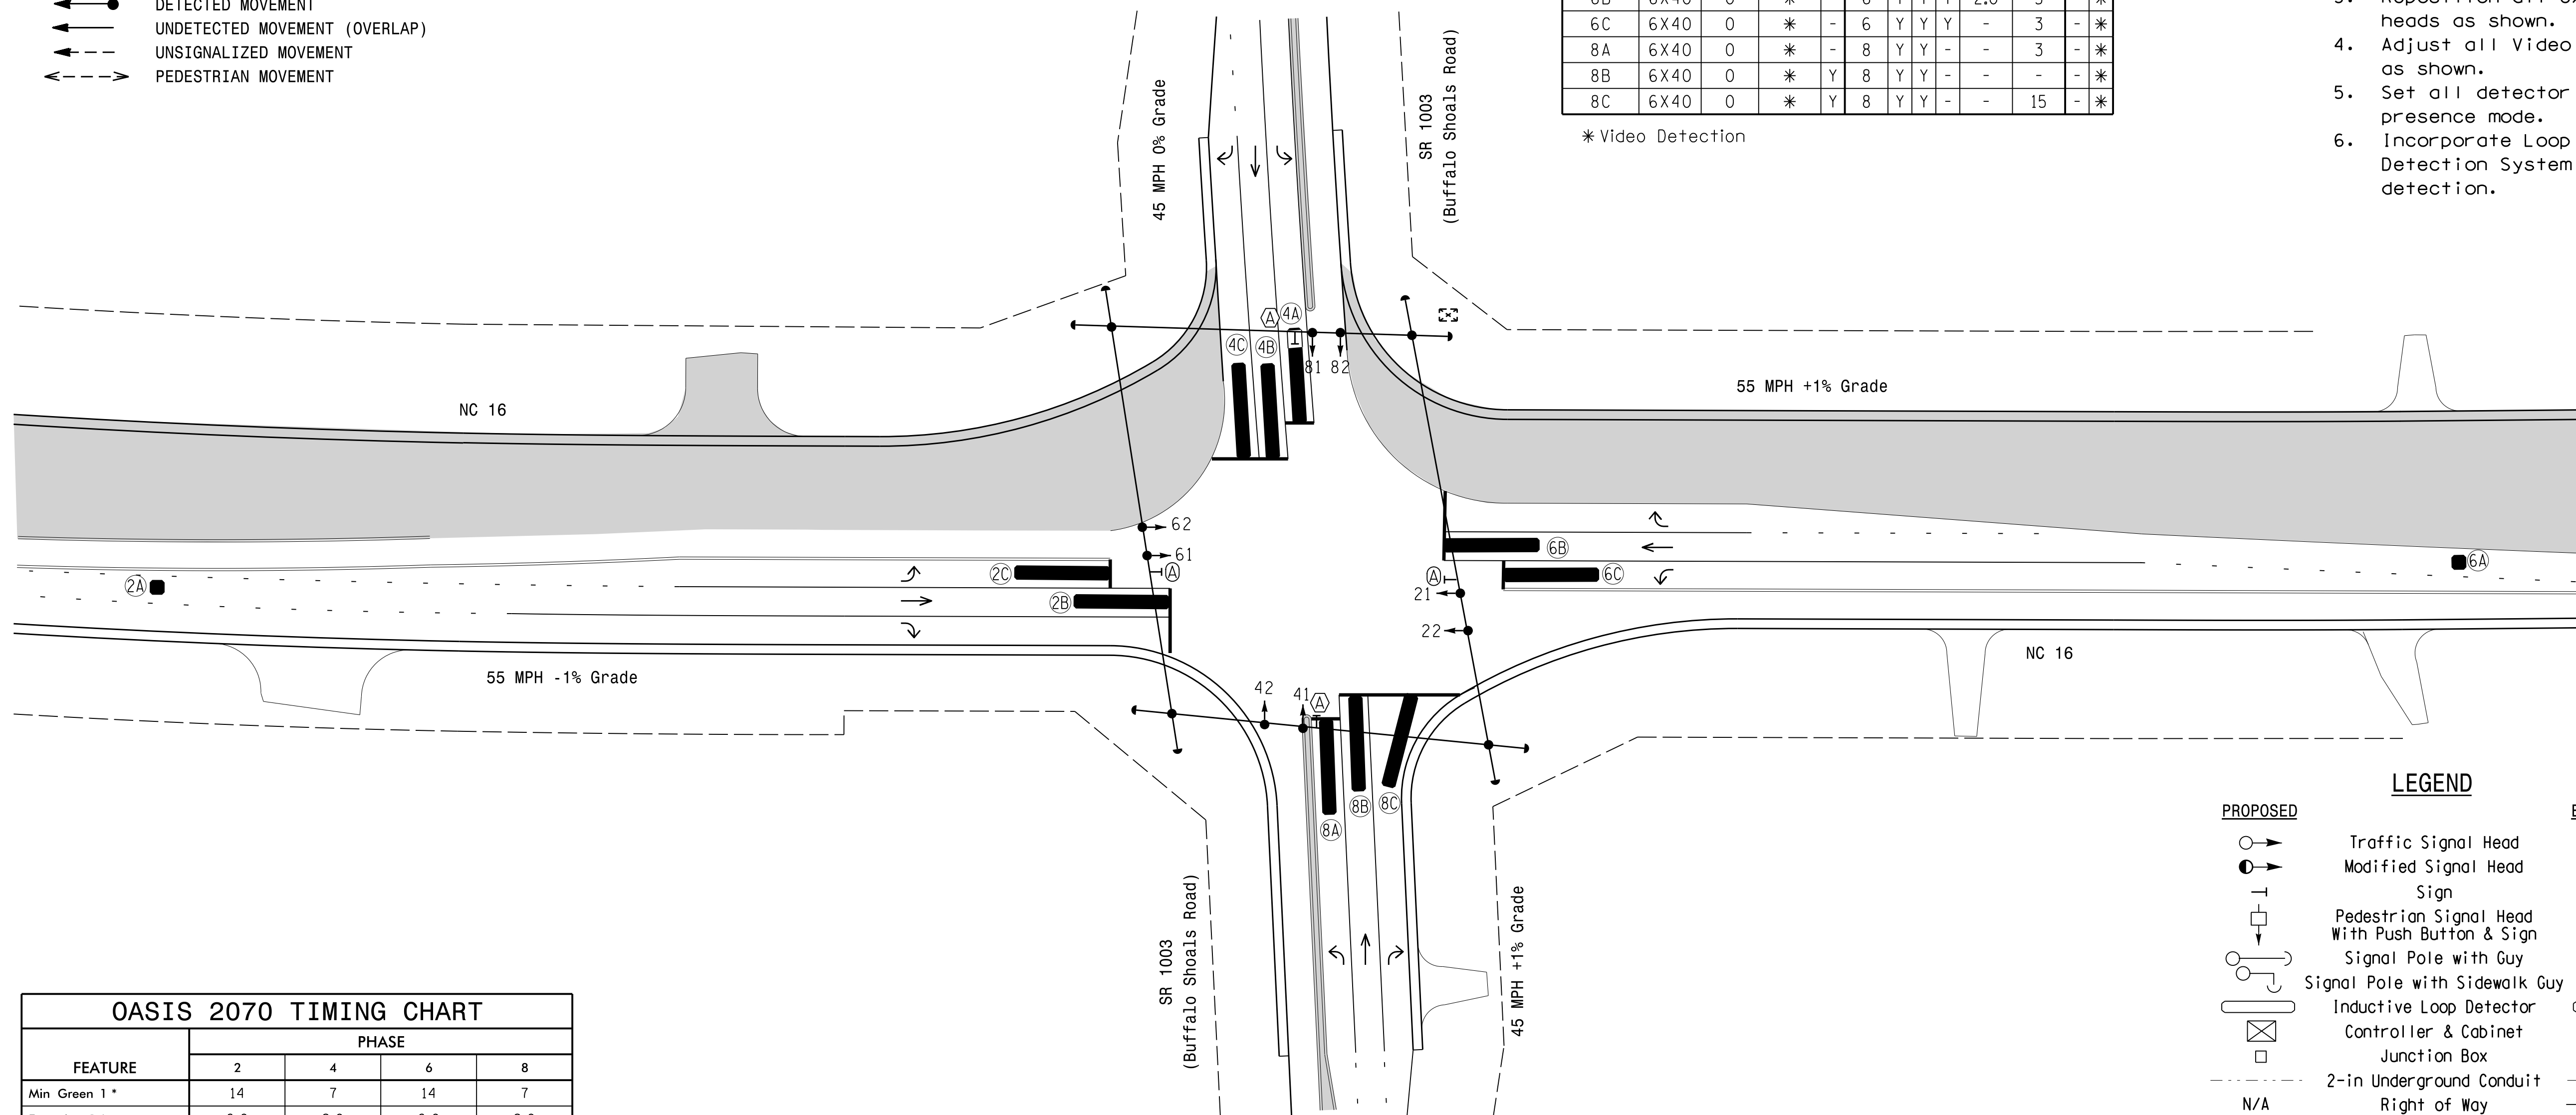 DETECTED MOVEMENT
UNDETECTED MOVEMENT (OVERLAP)
UNSIGNALIZED MOVEMENT
PEDESTRIAN MOVEMENT
6B 6X40 0 * 6 Y Y Y 2.0 3 - *
6C 6X40 0 * - 6 Y Y Y - 3 - *
8A 6X40 0 * - 8 Y Y - - 3 - *
8B 6X40 0 * Y 8 Y Y - - - - *
8C 6X40 0 * Y 8 Y Y - - 15 - *
* Video Detection
heads as shown.
4. Adjust all Video
as shown.
5. Set all detector
presence mode.
6. Incorporate Loop
Detection System
detection.
45 MPH 0% Grade
SR 1003
(Buffalo Shoals Road)
A 4A
4C 4B
81 82
NC 16
55 MPH +1% Grade
62
61
A
2C
2A
2B
6B
6C
6A
A
21
22
NC 16
55 MPH -1% Grade
42 41 A
8B 8C
8A
SR 1003
(Buffalo Shoals Road)
45 MPH +1% Grade
LEGEND
PROPOSED
Traffic Signal Head
Modified Signal Head
Sign
Pedestrian Signal Head
With Push Button & Sign
Signal Pole with Guy
Signal Pole with Sidewalk Guy
Inductive Loop Detector
Controller & Cabinet
Junction Box
2-in Underground Conduit
N/A Right of Way
OASIS 2070 TIMING CHART
PHASE
FEATURE 2 4 6 8
Min Green 1 * 14 7 14 7